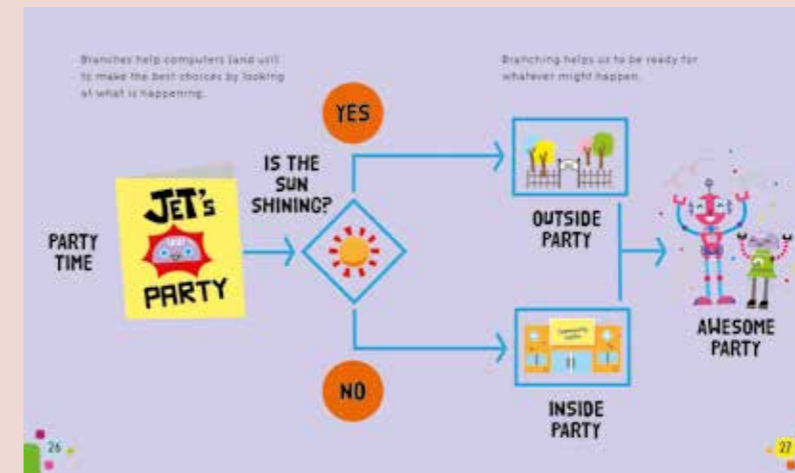 Branches help computers (and us!)
to make the best choices by looking
at what is happening.
Branching helps us to be ready for
whatever might happen.
PARTY
TIME
JET's
PARTY
IS THE
SUN
SHINING?
YES
NO
OUTSIDE
PARTY
INSIDE
PARTY
AWESOME
PARTY
26
27